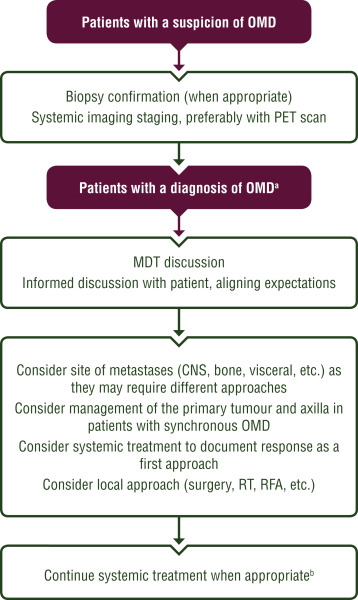 Patients with a suspicion of OMD
Biopsy confirmation (when appropriate)
Systemic imaging staging, preferably with PET scan
Patients with a diagnosis of OMDᵃ
MDT discussion
Informed discussion with patient, aligning expectations
Consider site of metastases (CNS, bone, visceral, etc.) as
they may require different approaches
Consider management of the primary tumour and axilla in
patients with synchronous OMD
Consider systemic treatment to document response as a
first approach
Consider local approach (surgery, RT, RFA, etc.)
Continue systemic treatment when appropriateᵇ